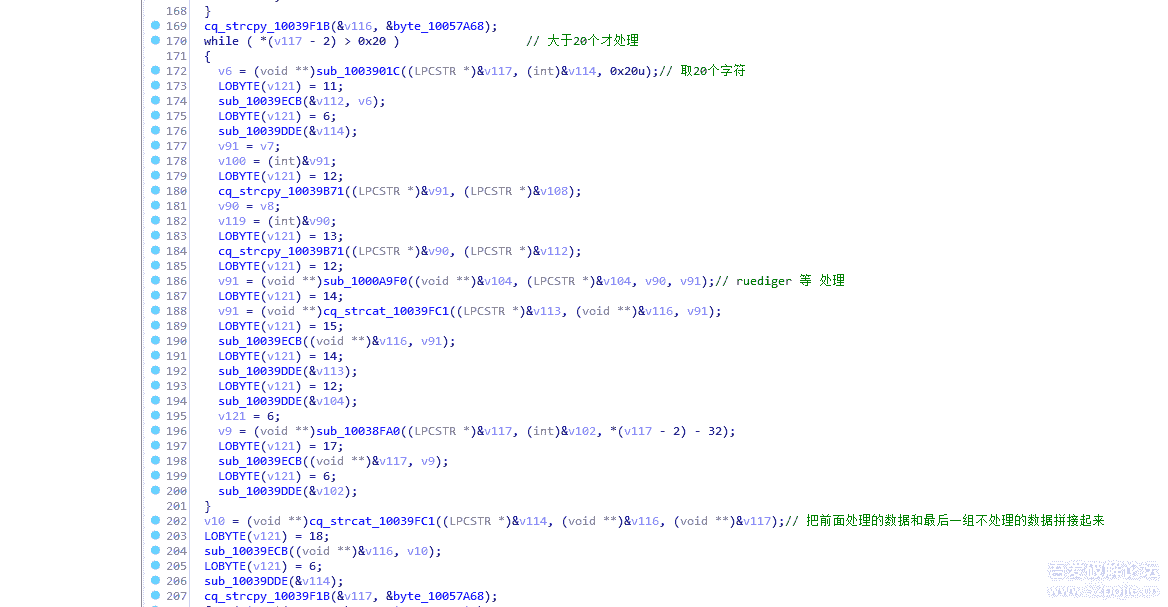 168 }
169 cq_strcpy_10039F1B(&v116, &byte_10057A68);
170 while ( *(v117 - 2) > 0x20 ) // 大于20个才处理
171 {
172 v6 = (void **)sub_1003901C((LPCSTR *)&v117, (int)&v114, 0x20u);// 取20个字符
173 LOBYTE(v121) = 11;
174 sub_10039ECB(&v112, v6);
175 LOBYTE(v121) = 6;
176 sub_10039DDE(&v114);
177 v91 = v7;
178 v100 = (int)&v91;
179 LOBYTE(v121) = 12;
180 cq_strcpy_10039B71((LPCSTR *)&v91, (LPCSTR *)&v108);
181 v90 = v8;
182 v119 = (int)&v90;
183 LOBYTE(v121) = 13;
184 cq_strcpy_10039B71((LPCSTR *)&v90, (LPCSTR *)&v112);
185 LOBYTE(v121) = 12;
186 v91 = (void **)sub_1000A9F0((void **)&v104, (LPCSTR *)&v104, v90, v91);// ruediger 等 处理
187 LOBYTE(v121) = 14;
188 v91 = (void **)cq_strcat_10039FC1((LPCSTR *)&v113, (void **)&v116, v91);
189 LOBYTE(v121) = 15;
190 sub_10039ECB((void **)&v116, v91);
191 LOBYTE(v121) = 14;
192 sub_10039DDE(&v113);
193 LOBYTE(v121) = 12;
194 sub_10039DDE(&v104);
195 v121 = 6;
196 v9 = (void **)sub_10038FA0((LPCSTR *)&v117, (int)&v102, *(v117 - 2) - 32);
197 LOBYTE(v121) = 17;
198 sub_10039ECB((void **)&v117, v9);
199 LOBYTE(v121) = 6;
200 sub_10039DDE(&v102);
201 }
202 v10 = (void **)cq_strcat_10039FC1((LPCSTR *)&v114, (void **)&v116, (void **)&v117);// 把前面处理的数据和最后一组不处理的数据拼接起来
203 LOBYTE(v121) = 18;
204 sub_10039ECB((void **)&v116, v10);
205 LOBYTE(v121) = 6;
206 sub_10039DDE(&v114);
207 cq_strcpy_10039F1B(&v117, &byte_10057A68);
吾爱破解论坛
www.52pojie.cn